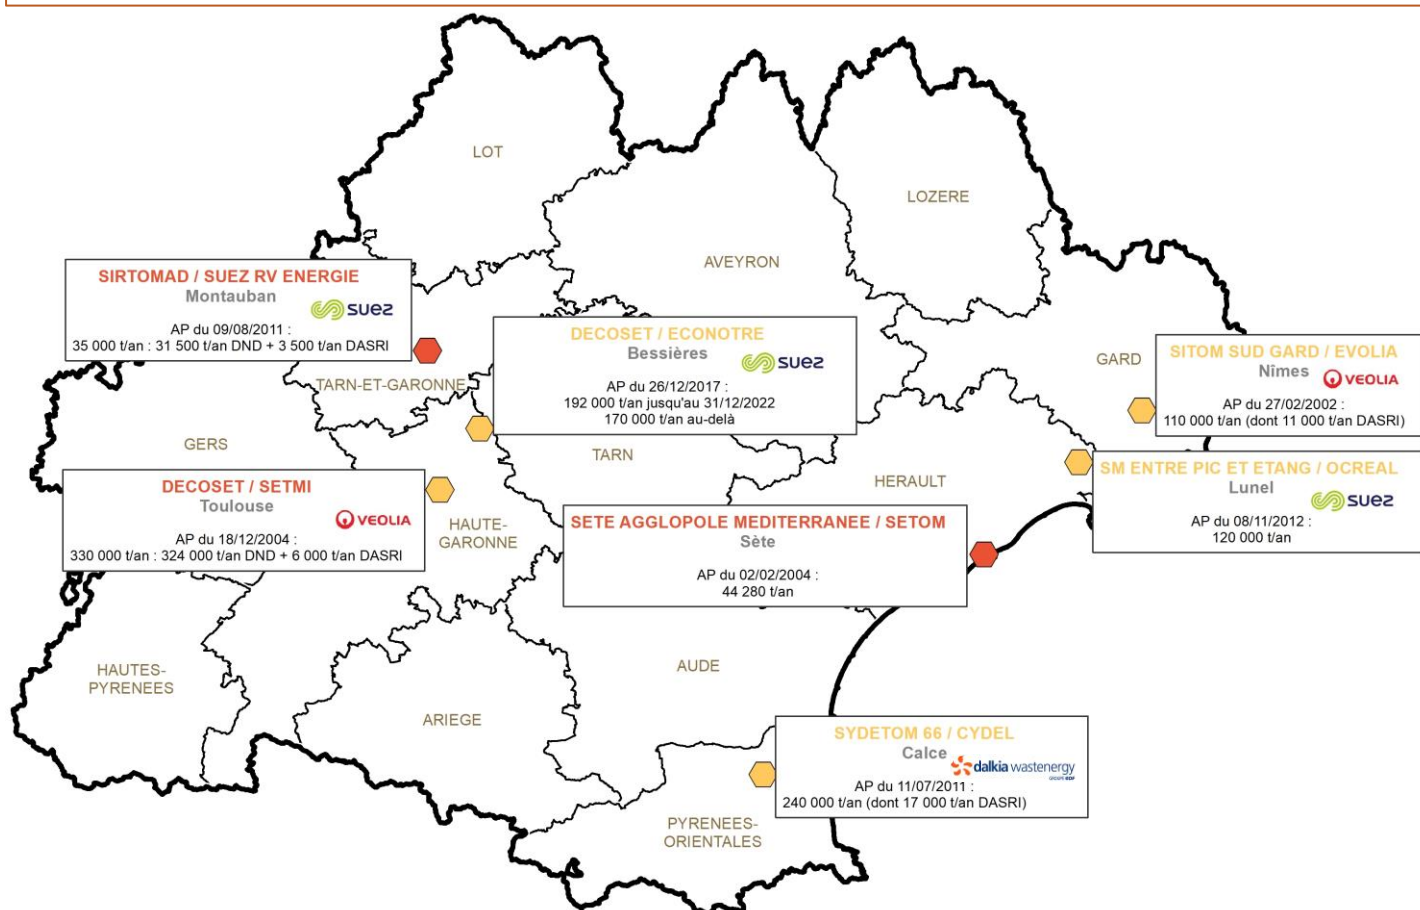 LOT
LOZERE
AVEYRON
SIRTOMAD / SUEZ RV ENERGIE
Montauban
suez
AP du 09/08/2011 :
35 000 t/an : 31 500 t/an DND + 3 500 t/an DASRI
TARN-ET-GARONNE
DECOSET / ECONOTRE
Bessières
suez
AP du 26/12/2017 :
192 000 t/an jusqu'au 31/12/2022
170 000 t/an au-delà
GARD
SITOM SUD GARD / EVOLIA
Nîmes
VEOLIA
AP du 27/02/2002 :
110 000 t/an (dont 11 000 t/an DASRI)
GERS
TARN
HERAULT
SM ENTRE PIC ET ETANG / OCREAL
Lunel
suez
AP du 08/11/2012 :
120 000 t/an
DECOSET / SETMI
Toulouse
VEOLIA
AP du 18/12/2004 :
330 000 t/an : 324 000 t/an DND + 6 000 t/an DASRI
HAUTE-
GARONNE
SETE AGGLOPOLE MEDITERRANEE / SETOM
Sète
AP du 02/02/2004 :
44 280 t/an
HAUTES-
PYRENEES
ARIEGE
AUDE
SYDETOM 66 / CYDEL
Calce
dalkia wastenergy
GROUPE EDF
AP du 11/07/2011 :
240 000 t/an (dont 17 000 t/an DASRI)
PYRENEES-
ORIENTALES